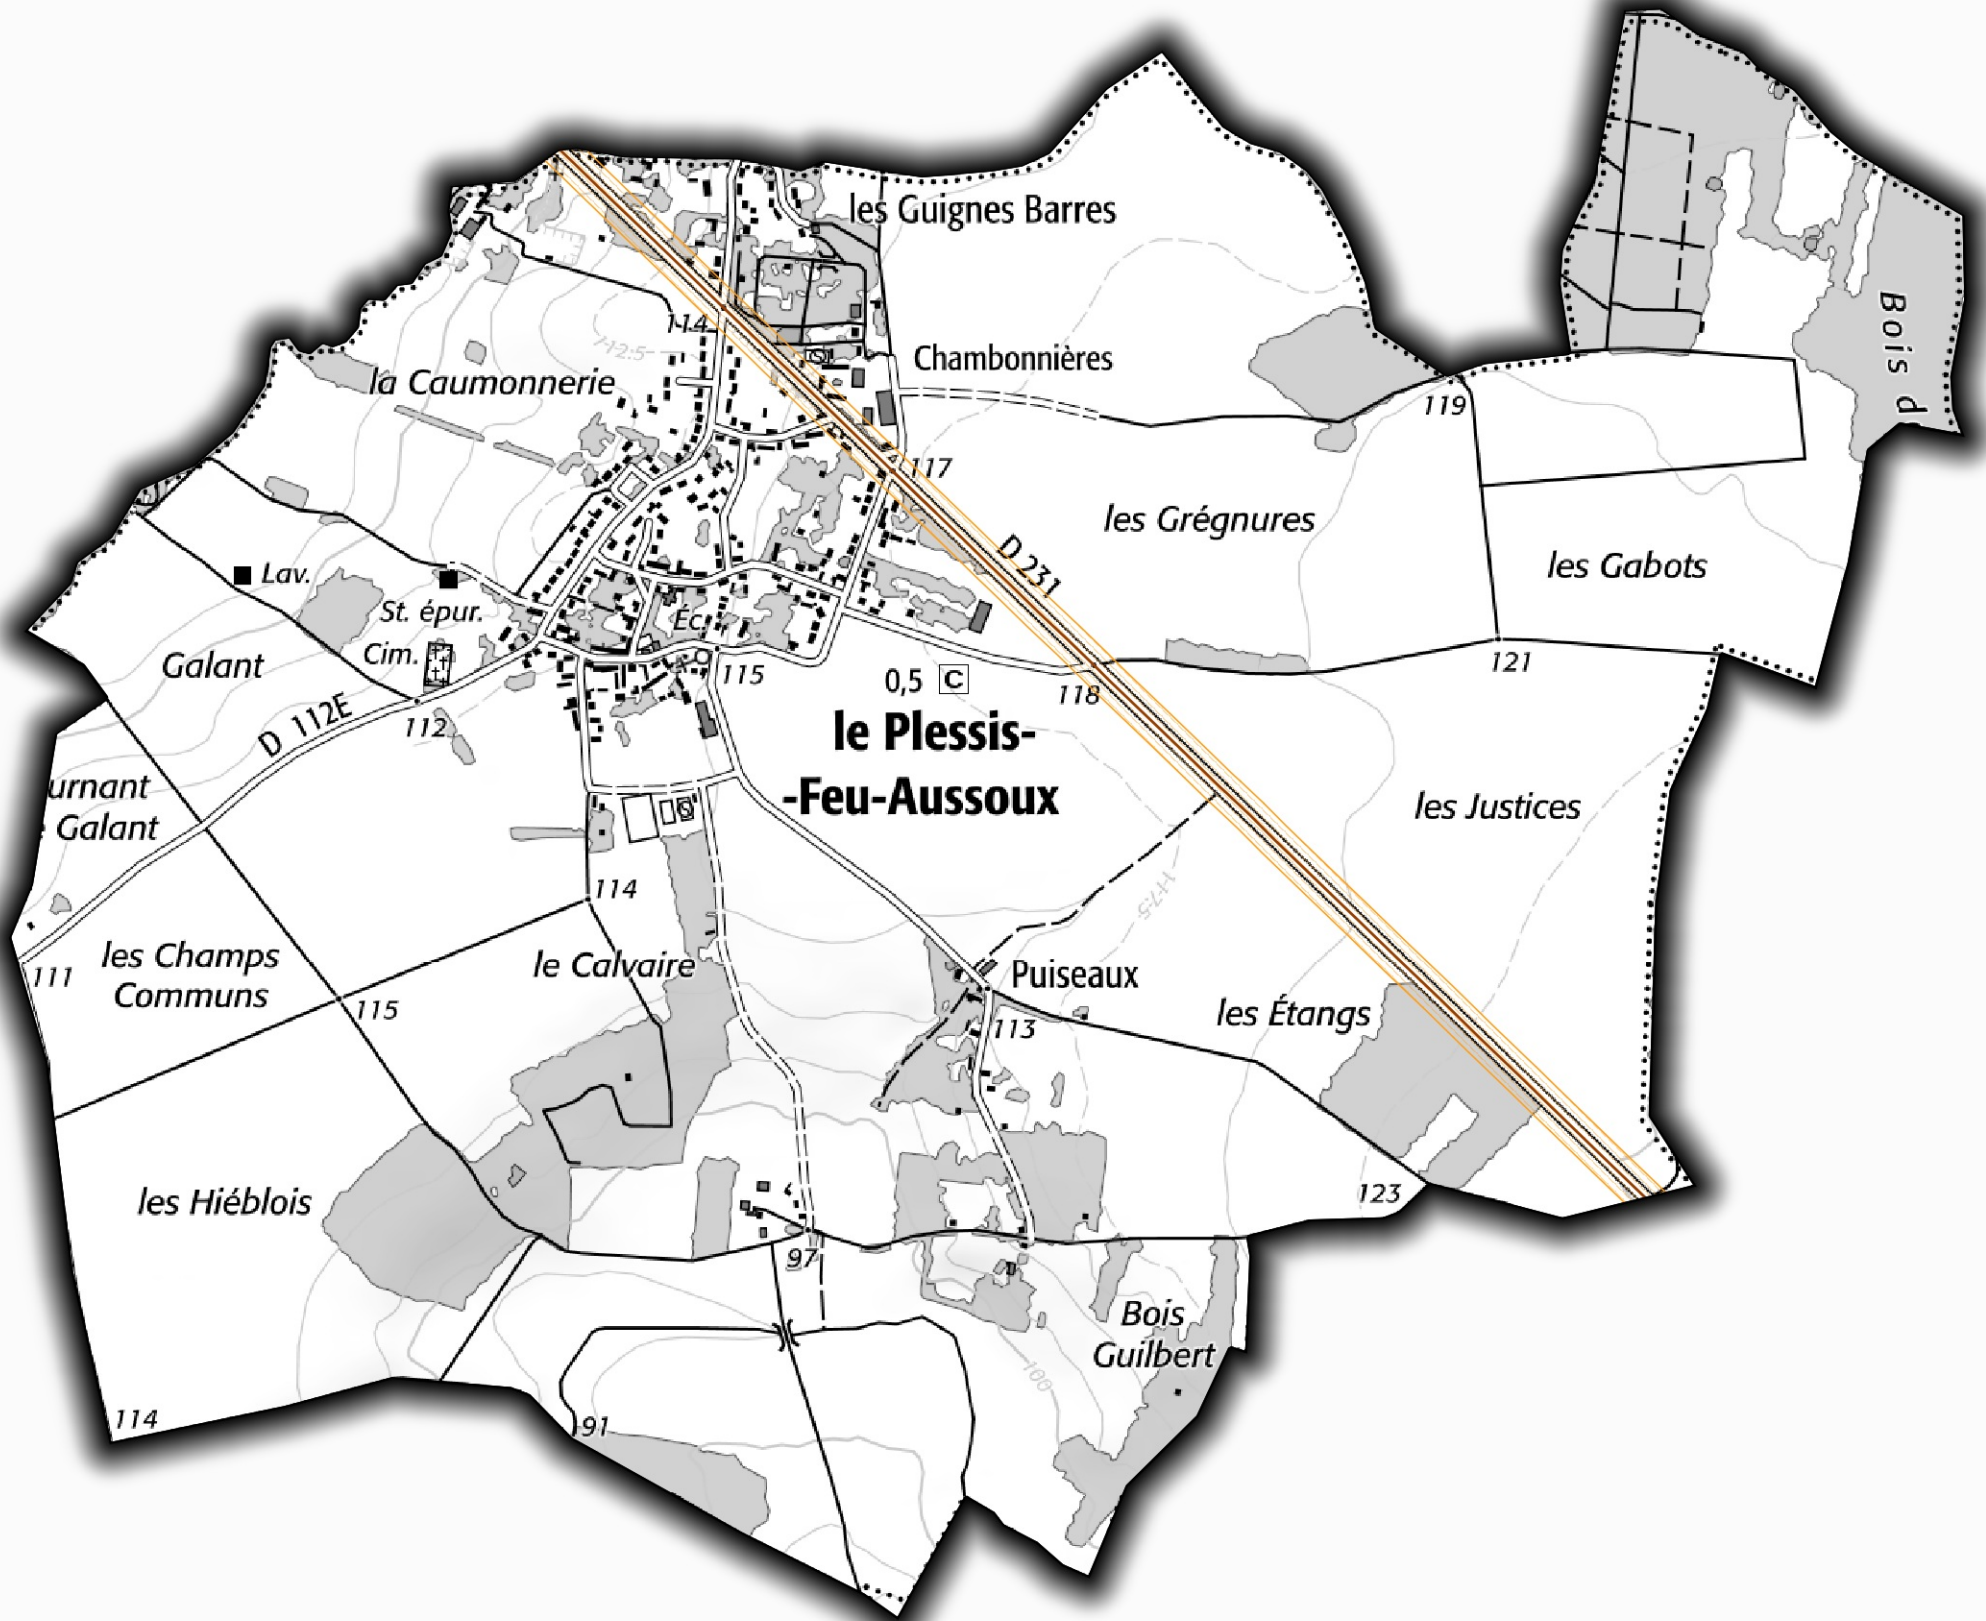 les Guignes Barres
Bois d
114
112.5
Chambonnières
la Caumonnerie
119
117
les Grégnures
D 231
les Gabots
Lav.
St. épur.
Éc.
Cim.
Galant
115
0,5 C
118
121
112
D 112E
le Plessis-
-Feu-Aussoux
urnant
Galant
les Justices
114
117.5
111
les Champs
Communs
le Calvaire
115
Puiseaux
113
les Étangs
les Hiéblois
123
97
Bois
Guilbert
100
114
91